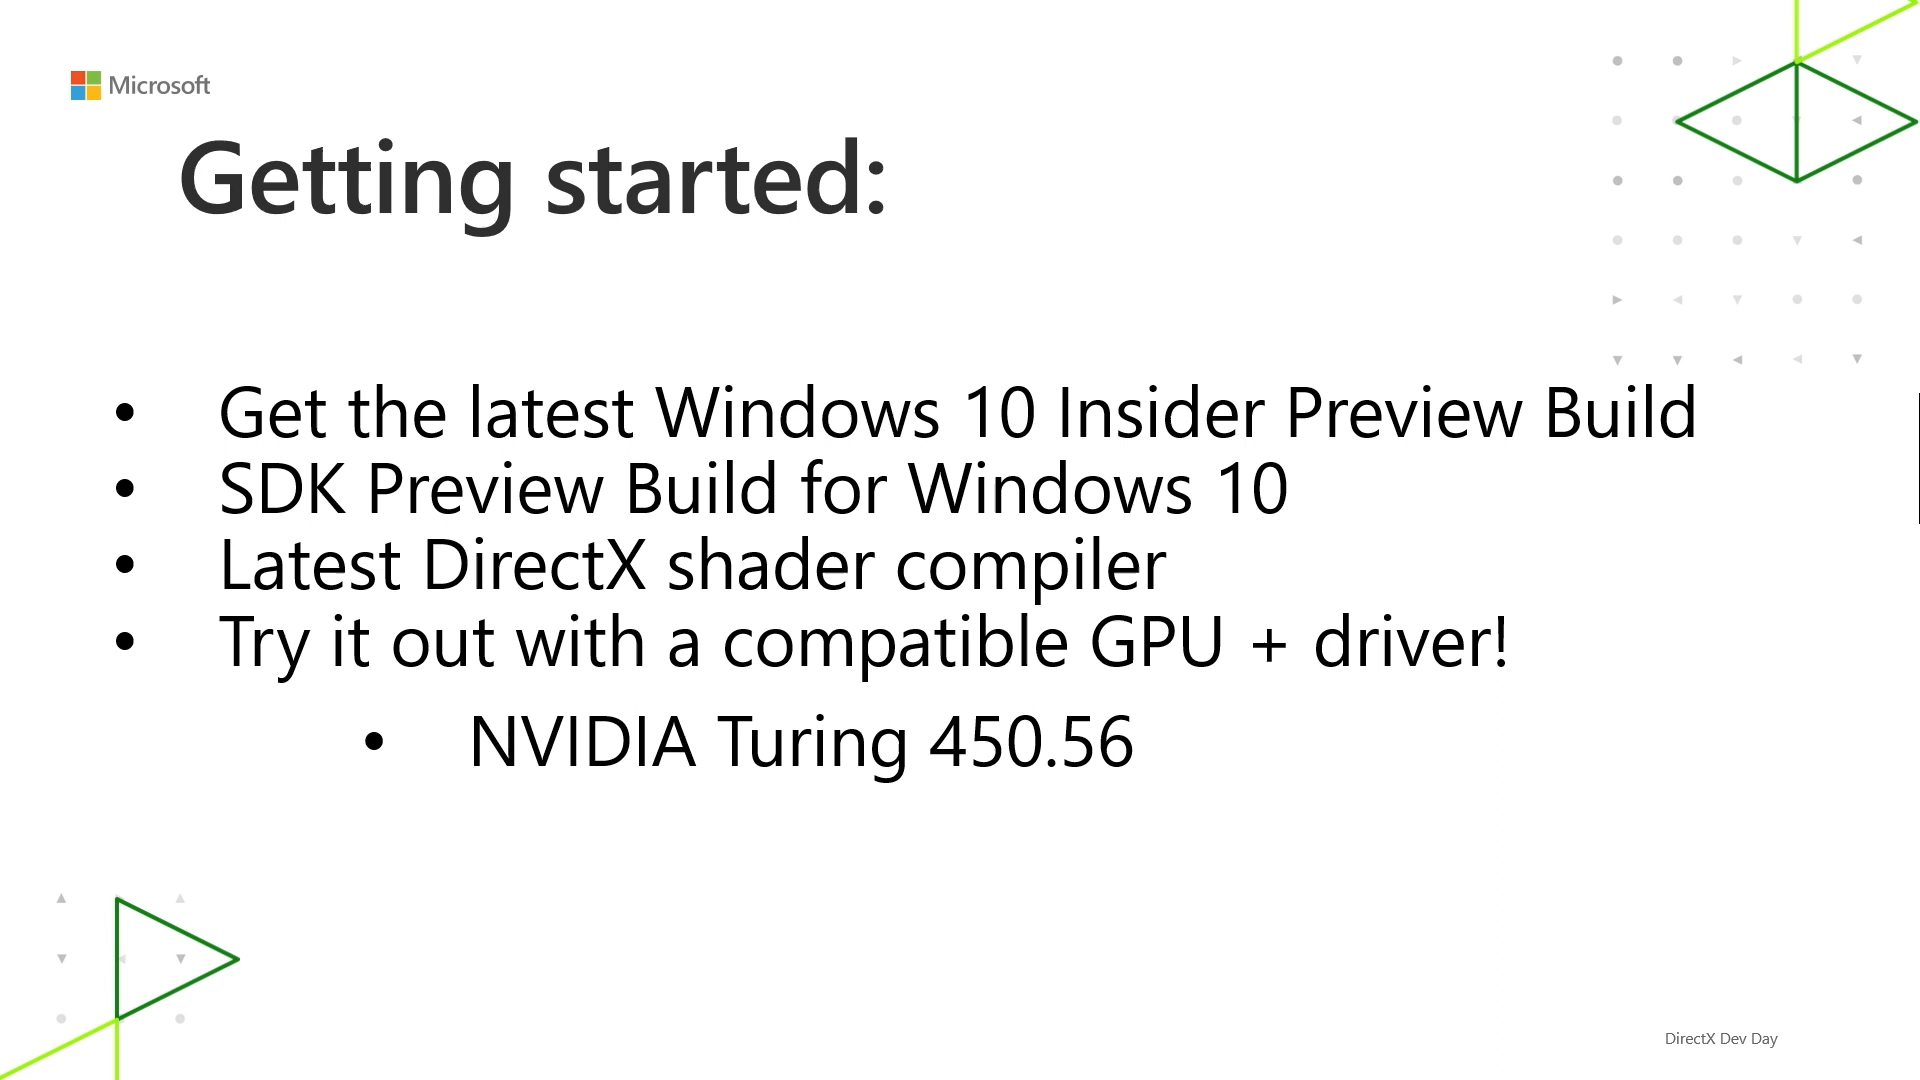 Microsoft
Getting started:
• Get the latest Windows 10 Insider Preview Build
• SDK Preview Build for Windows 10
• Latest DirectX shader compiler
• Try it out with a compatible GPU + driver!
• NVIDIA Turing 450.56
DirectX Dev Day